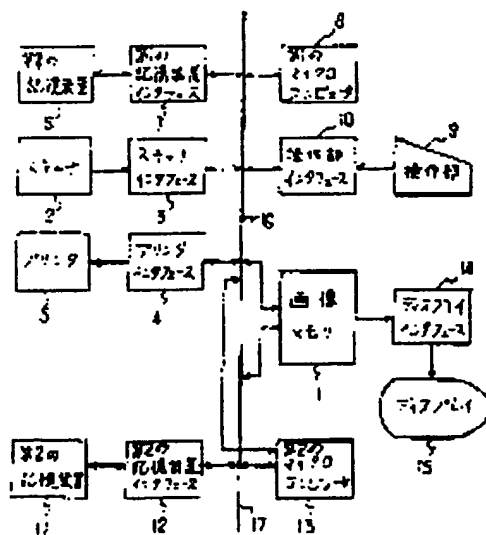 8
第1の
記憶装置
第1の
記憶装置
インタフェース
第1の
マイクロ
コンピュータ
6
7
10
9
スキャナ
スキャナ
インタフェース
操作部
インタフェース
操作部
2
3
16
プリンタ
プリンタ
インタフェース
画像
メモリ
14
ディスプレイ
インタフェース
5
4
1
ディスプレイ
15
第2の
記憶装置
第2の
記憶装置
インタフェース
第2の
マイクロ
コンピュータ
11
12
17
13